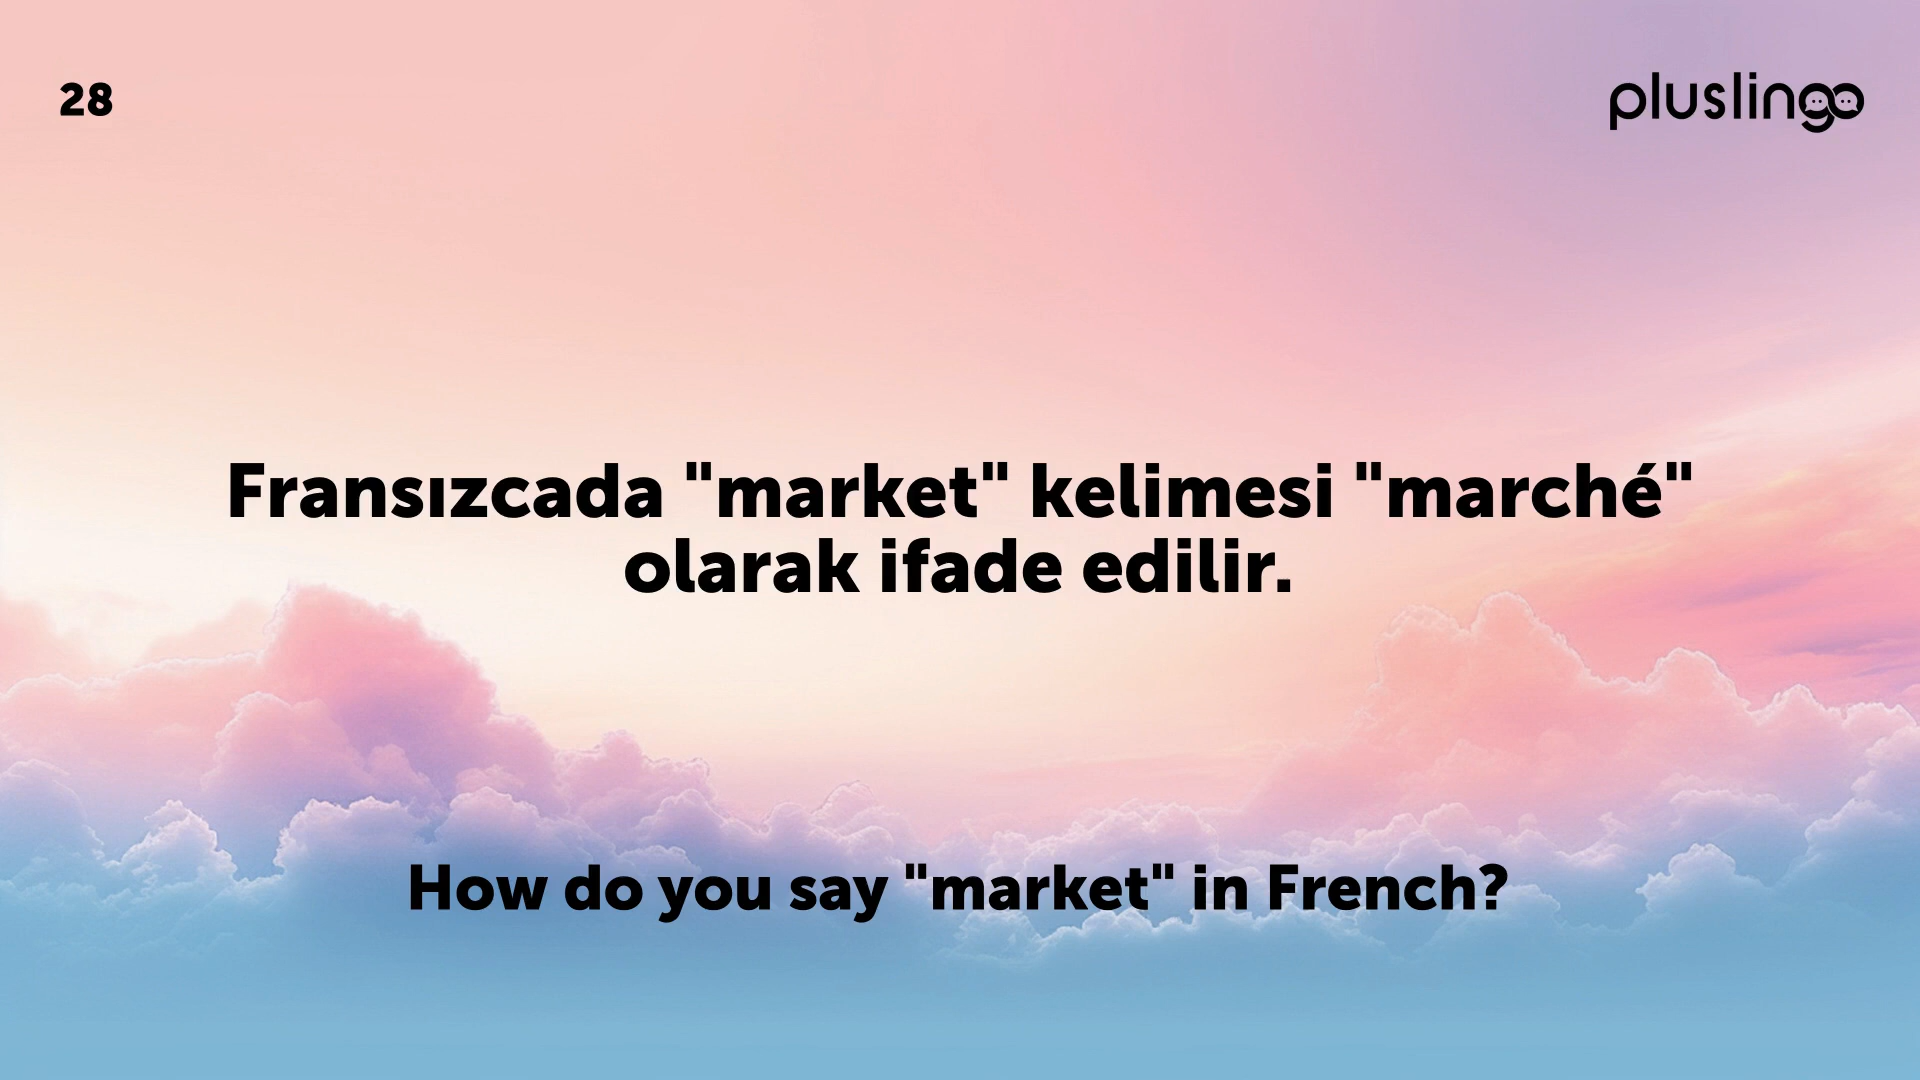 28
pluslingo
Fransızcada "market" kelimesi "marché"
olarak ifade edilir.
How do you say "market" in French?